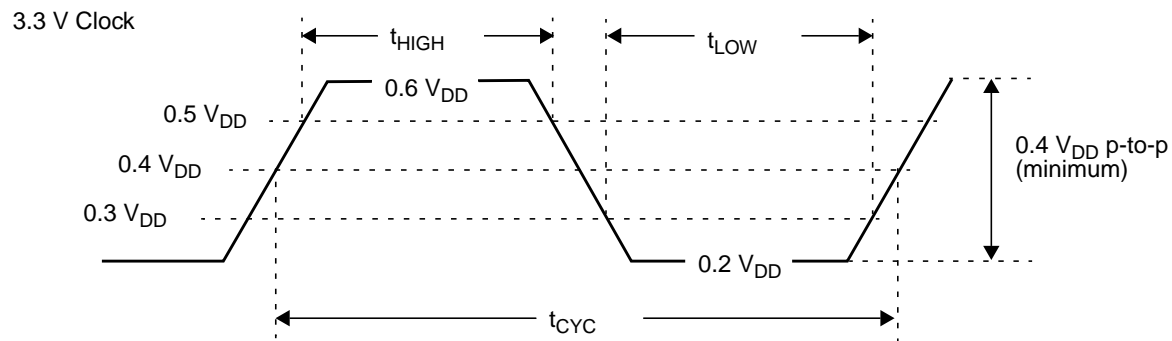 3.3 V Clock
tHIGH
tLOW
0.6 VDD
0.5 VDD
0.4 VDD
0.3 VDD
0.2 VDD
0.4 VDD p-to-p
(minimum)
tCYC